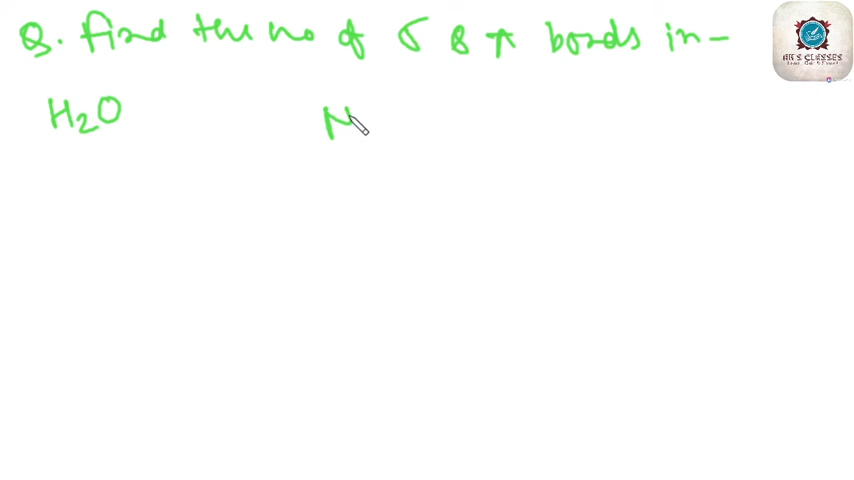 Q. Find the no of σ & π bonds in -
H₂O N